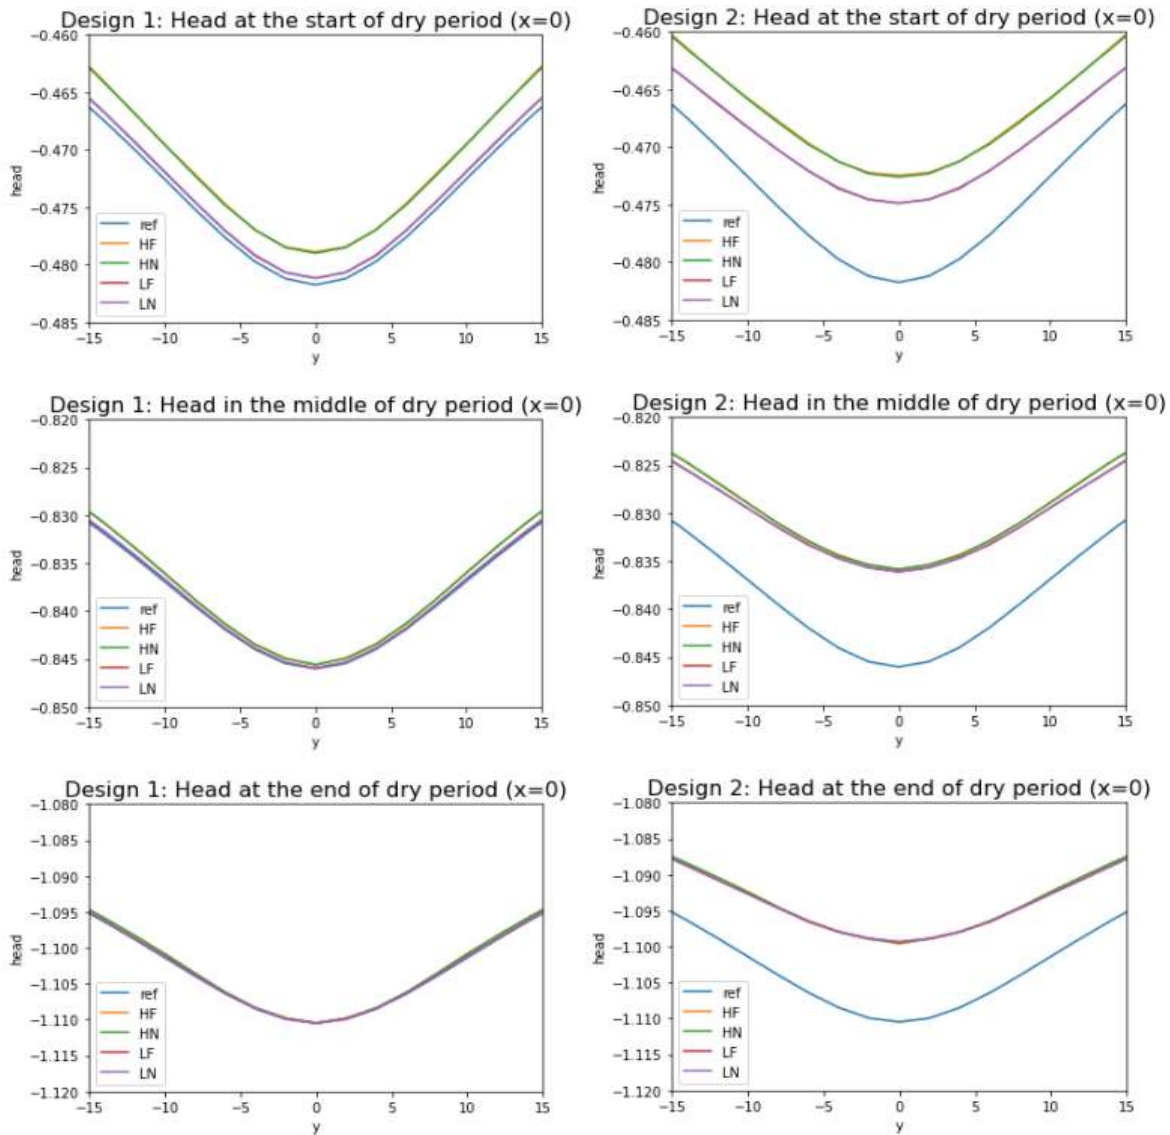 Design 1: Head at the start of dry period (x=0)
−0.460
−0.465
−0.470
−0.475
−0.480
−0.485
head
ref
HF
HN
LF
LN
−15 −10 −5 0 5 10 15
y
Design 2: Head at the start of dry period (x=0)
−0.460
−0.465
−0.470
−0.475
−0.480
−0.485
head
ref
HF
HN
LF
LN
−15 −10 −5 0 5 10 15
y
Design 1: Head in the middle of dry period (x=0)
−0.820
−0.825
−0.830
−0.835
−0.840
−0.845
−0.850
head
ref
HF
HN
LF
LN
−15 −10 −5 0 5 10 15
y
Design 2: Head in the middle of dry period (x=0)
−0.820
−0.825
−0.830
−0.835
−0.840
−0.845
−0.850
head
ref
HF
HN
LF
LN
−15 −10 −5 0 5 10 15
y
Design 1: Head at the end of dry period (x=0)
−1.080
−1.085
−1.090
−1.095
−1.100
−1.105
−1.110
−1.115
−1.120
head
ref
HF
HN
LF
LN
−15 −10 −5 0 5 10 15
y
Design 2: Head at the end of dry period (x=0)
−1.080
−1.085
−1.090
−1.095
−1.100
−1.105
−1.110
−1.115
−1.120
head
ref
HF
HN
LF
LN
−15 −10 −5 0 5 10 15
y